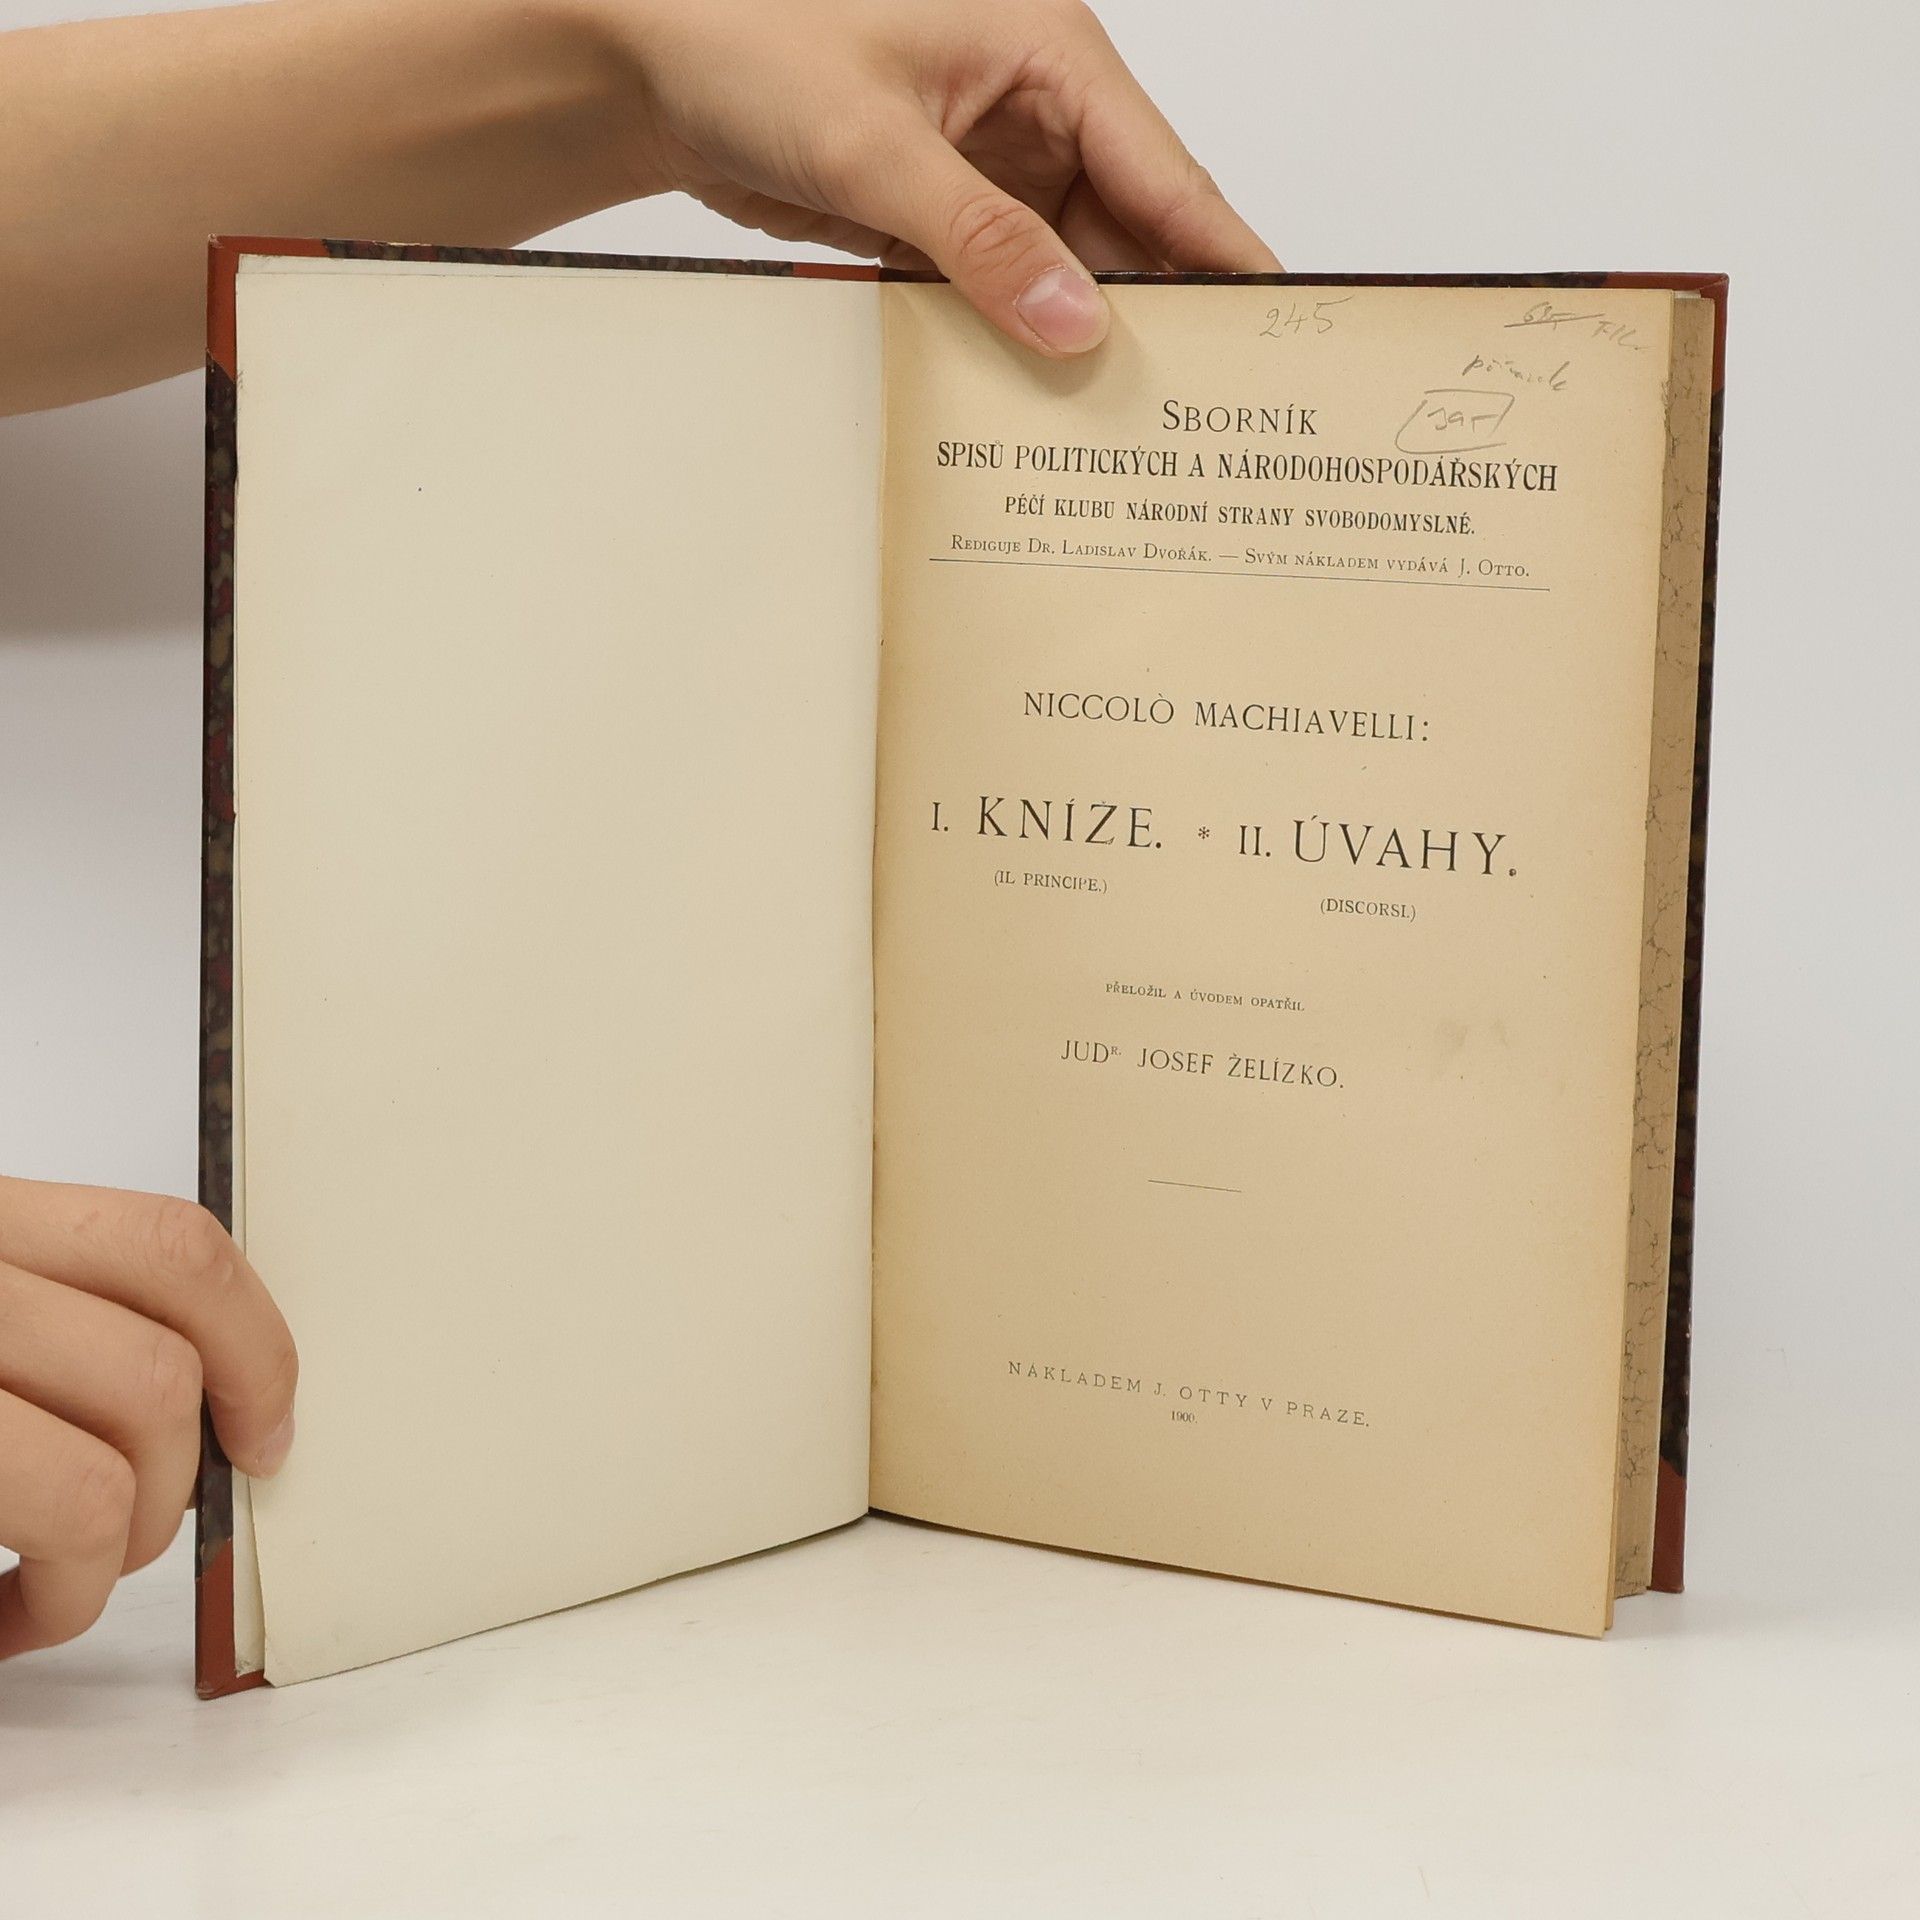 245
SBORNÍK
SPISŮ POLITICKÝCH A NÁRODOHOSPODÁŘSKÝCH
PÉČÍ KLUBU NÁRODNÍ STRANY SVOBODOMYSLNÉ.
REDIGUJE DR. LADISLAV DVOŘÁK. — SVÝM NÁKLADEM VYDÁVÁ J. OTTO.
NICCOLÒ MACHIAVELLI:
I. KNÍŽE. * II. ÚVAHY.
(IL PRINCIPE.) (DISCORSI.)
PŘELOŽIL A ÚVODEM OPATŘIL
JUDR. JOSEF ŽELÍZKO.
NÁKLADEM J. OTTY V PRAZE.
1900.